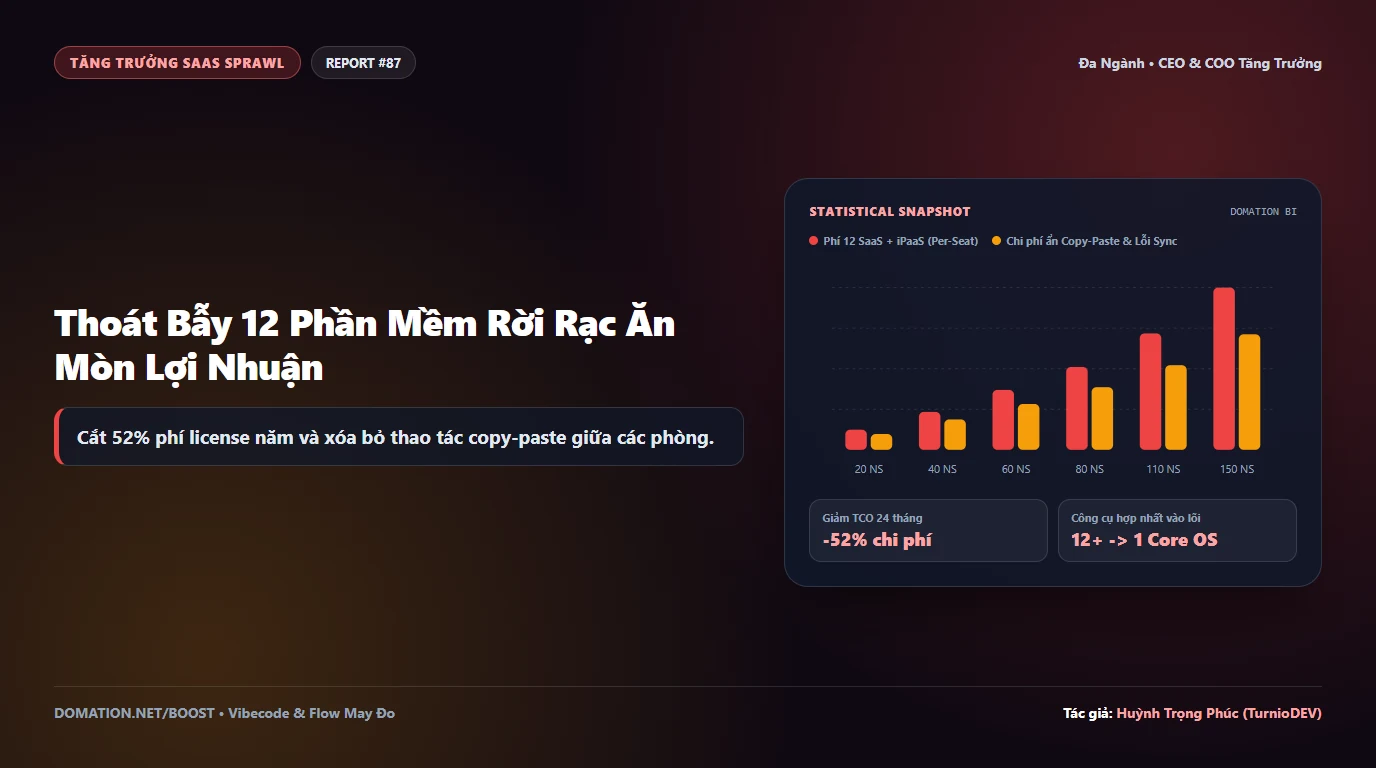 TĂNG TRƯỞNG SAAS SPRAWL
REPORT #87
Đa Ngành • CEO & COO Tăng Trưởng
Thoát Bẫy 12 Phần Mềm Rời Rạc Ăn
Mòn Lợi Nhuận
Cắt 52% phí license năm và xóa bỏ thao tác copy-paste giữa các phòng.
STATISTICAL SNAPSHOT
DOMATION BI
Phí 12 SaaS + iPaaS (Per-Seat)
Chi phí ẩn Copy-Paste & Lỗi Sync
20 NS
40 NS
60 NS
80 NS
110 NS
150 NS
Giảm TCO 24 tháng
-52% chi phí
Công cụ hợp nhất vào lõi
12+ -> 1 Core OS
DOMATION.NET/BOOST • Vibecode & Flow May Đo
Tác giả: Huỳnh Trọng Phúc (TurnioDEV)